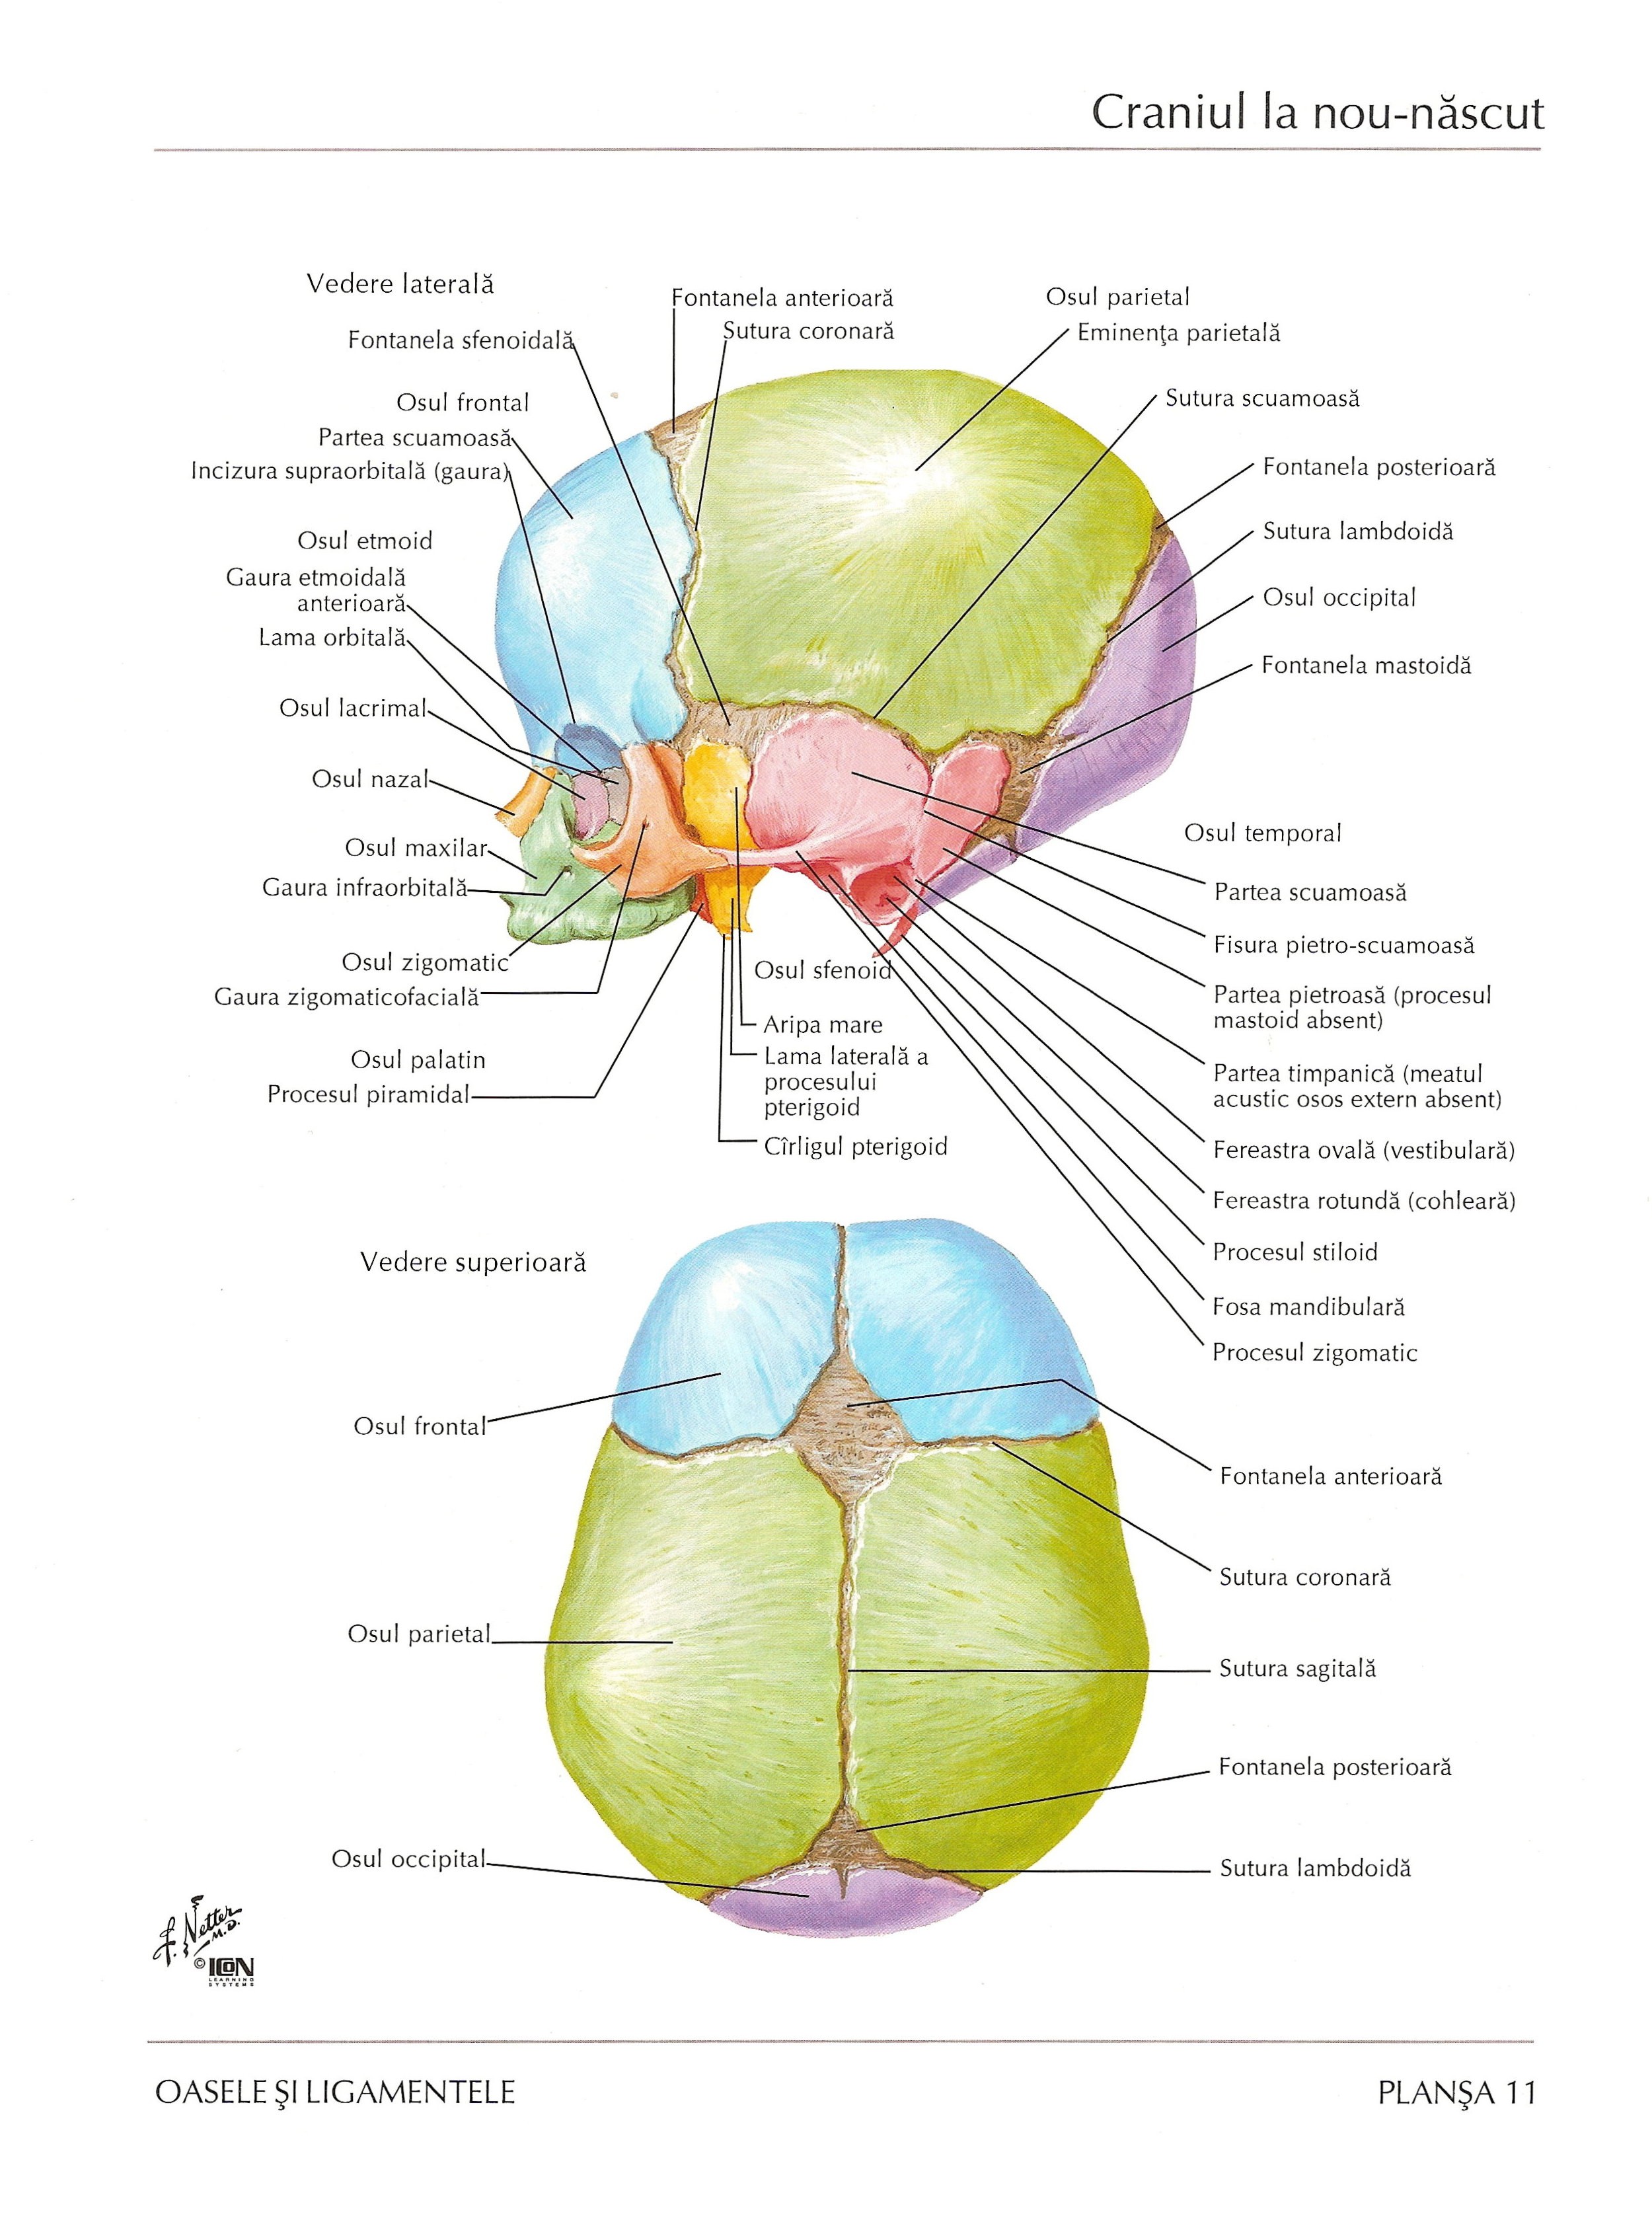 Craniul la nou-născut
Vedere laterală
Fontanela anterioară
Osul parietal
Sutura coronară
Eminenţa parietală
Fontanela sfenoidală
Osul frontal
Partea scuamoasă
Incizura supraorbitală (gaura)
Sutura scuamoasă
Fontanela posterioară
Osul etmoid
Gaura etmoidală
anterioară
Lama orbitală
Sutura lambdoidă
Osul occipital
Fontanela mastoidă
Osul lacrimal
Osul nazal
Osul maxilar
Gaura infraorbitală
Osul zigomatic
Gaura zigomaticofacială
Osul palatin
Procesul piramidal
Osul sfenoid
Aripa mare
Lama laterală a
procesului
pterigoid
Cîrligul pterigoid
Osul temporal
Partea scuamoasă
Fisura pietro-scuamoasă
Partea pietroasă (procesul
mastoid absent)
Partea timpanică (meatul
acustic osos extern absent)
Fereastra ovală (vestibulară)
Fereastra rotundă (cohleară)
Procesul stiloid
Fosa mandibulară
Procesul zigomatic
Vedere superioară
Osul frontal
Fontanela anterioară
Sutura coronară
Osul parietal
Sutura sagitală
Fontanela posterioară
Osul occipital
Sutura lambdoidă
F. Netter
M.D.
© ICON
LEARNING
SYSTEMS
OASELE ŞI LIGAMENTELE
PLANŞA 11